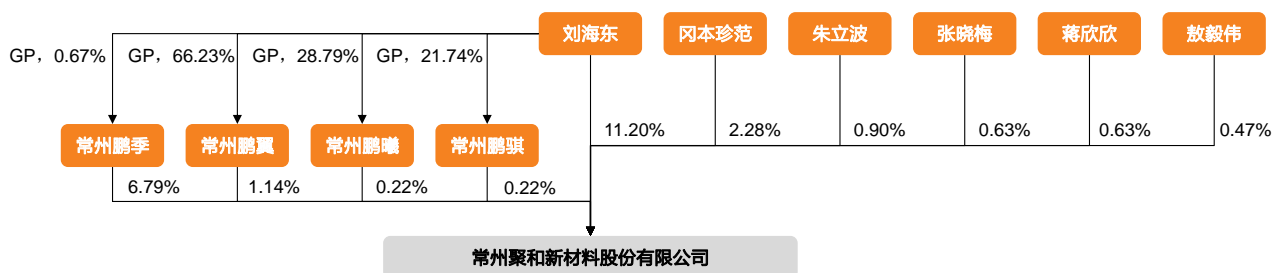 刘海东 冈本珍范 朱立波 张晓梅 蒋欣欣 敖毅伟
GP，0.67% GP，66.23% GP，28.79% GP，21.74%
11.20% 2.28% 0.90% 0.63% 0.63% 0.47%
常州鹏季 常州鹏翼 常州鹏曦 常州鹏骐
6.79% 1.14% 0.22% 0.22%
常州聚和新材料股份有限公司